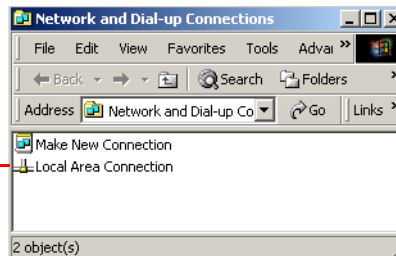 Network and Dial-up Connections
File Edit View Favorites Tools Advai »
Back Search Folders »
Address Network and Dial-up Co Go Links »
Make New Connection
Local Area Connection
2 object(s)